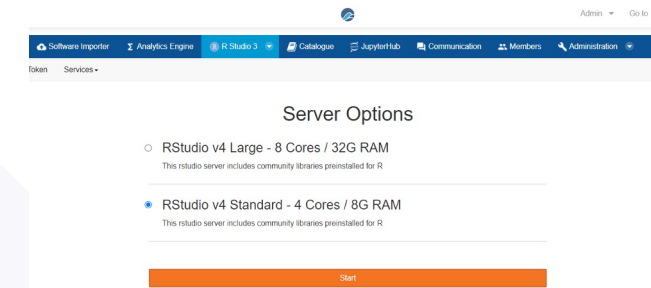 Admin Go to
Software Importer Σ Analytics Engine R Studio 3 Catalogue JupyterHub Communication Members Administration
Token Services
Server Options
RStudio v4 Large - 8 Cores / 32G RAM
This rstudio server includes community libraries preinstalled for R
RStudio v4 Standard - 4 Cores / 8G RAM
This rstudio server includes community libraries preinstalled for R
Start